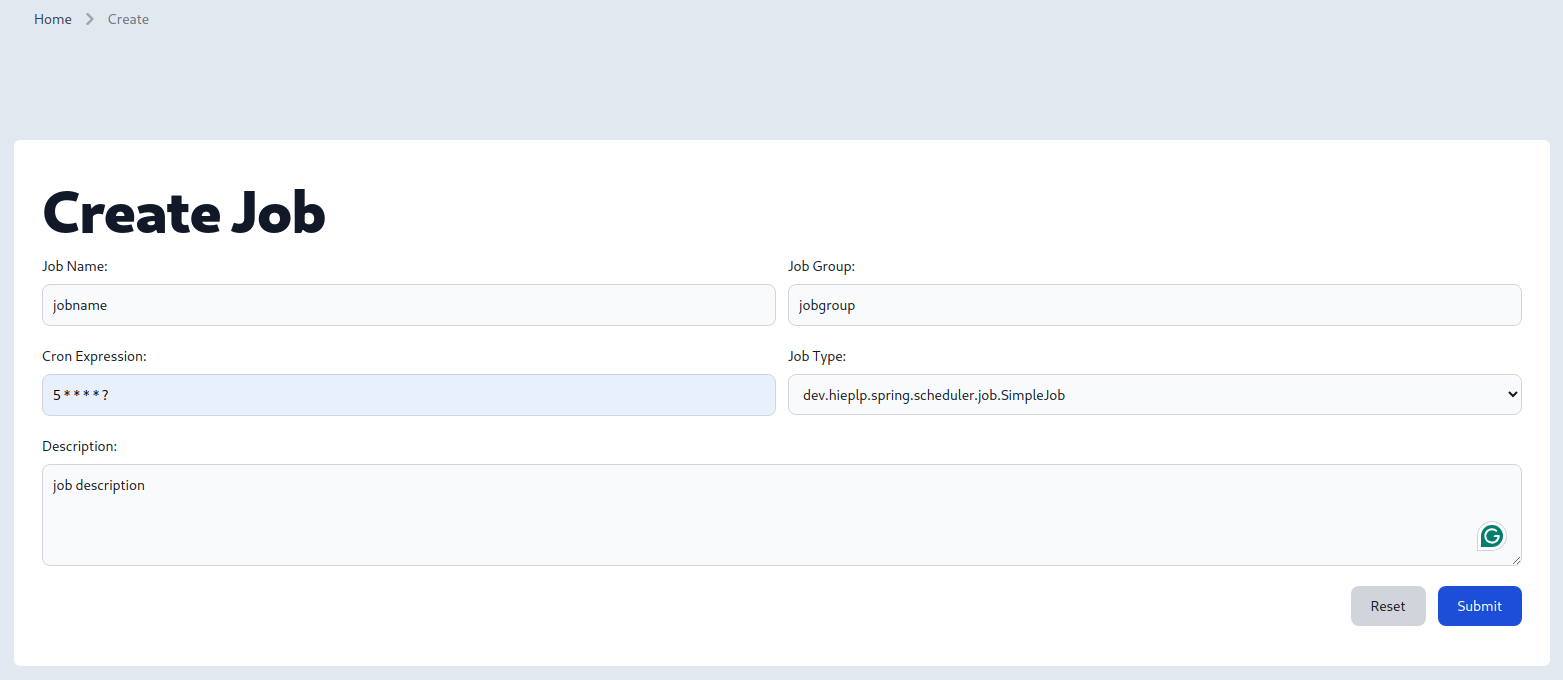 Home > Create
Create Job
Job Name:
Job Group:
jobname
jobgroup
Cron Expression:
Job Type:
5 * * * * ?
dev.hieplp.spring.scheduler.job.SimpleJob
Description:
job description
G
Reset
Submit